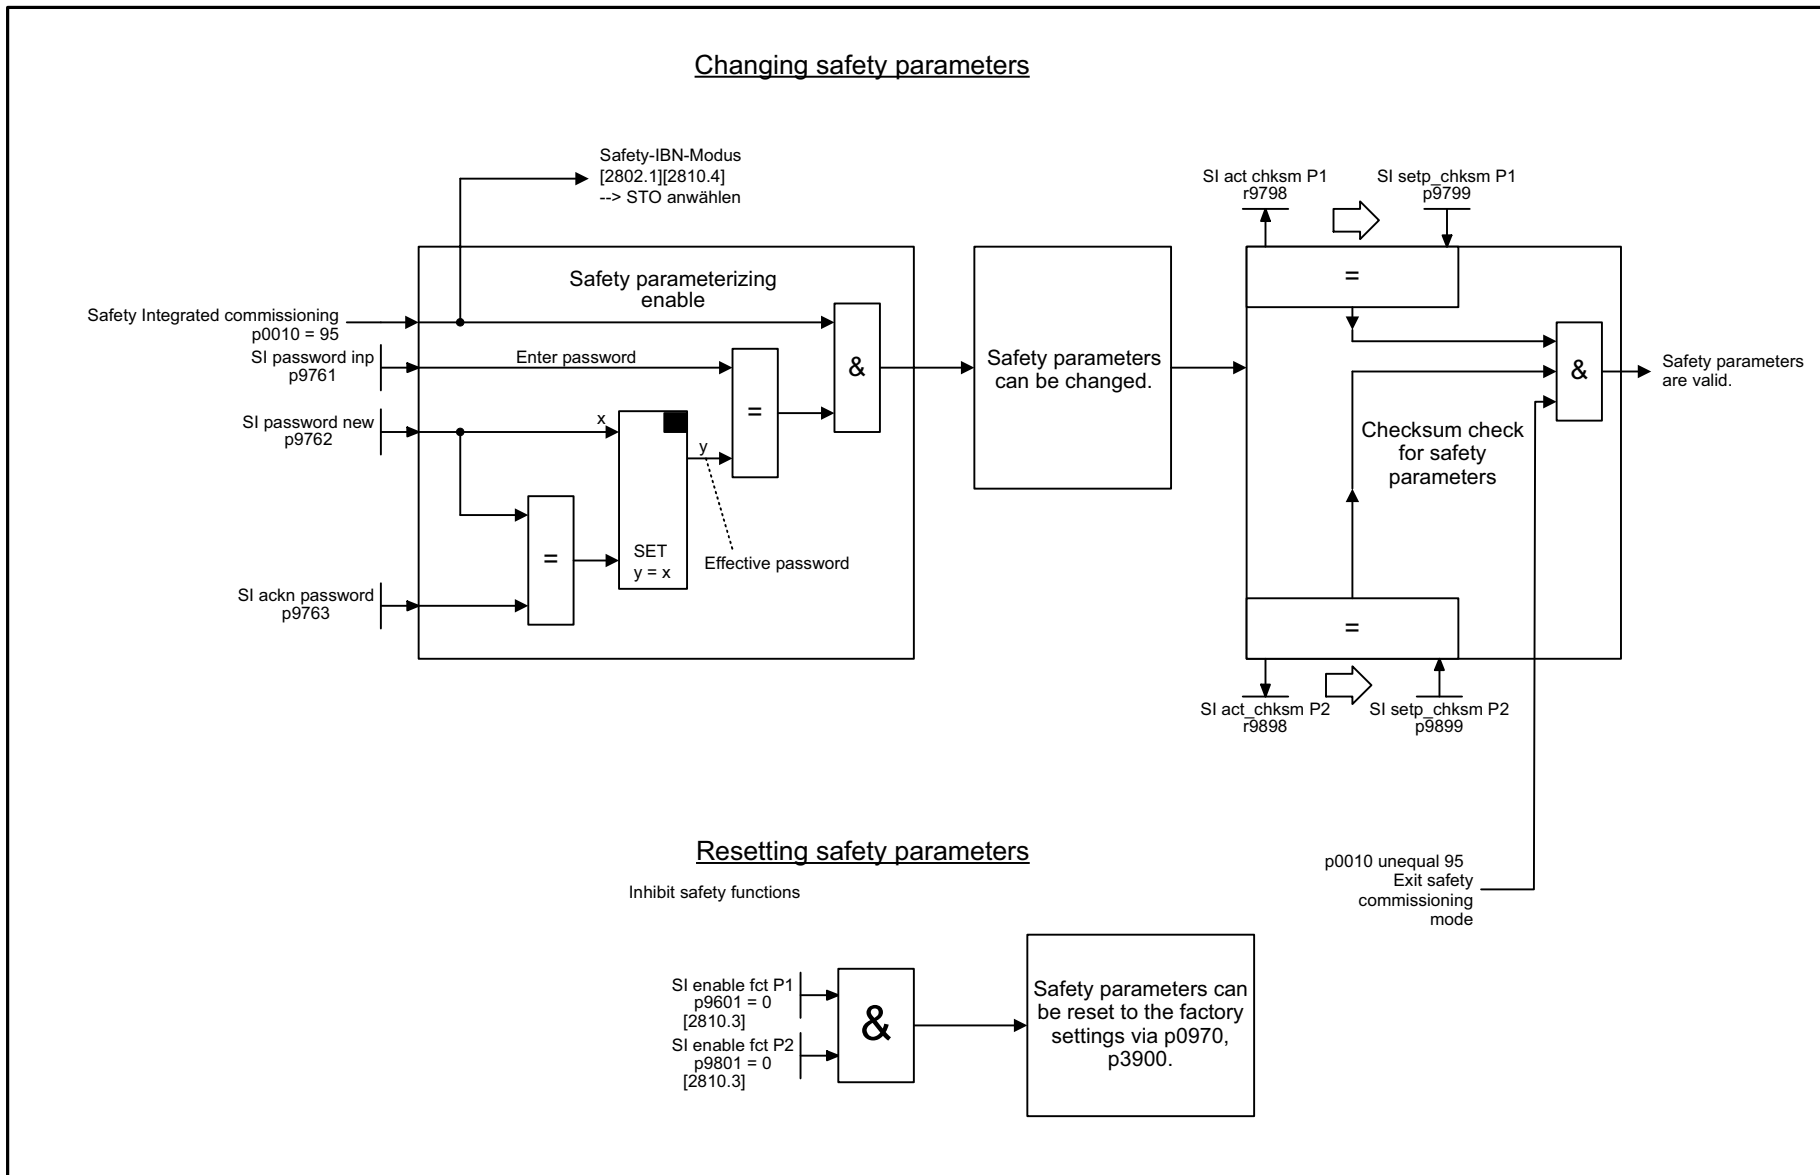 Changing safety parameters
Safety-IBN-Modus
[2802.1][2810.4]
--> STO anwählen
SI act chksm P1
r9798
SI setp_chksm P1
p9799
Safety parameterizing
enable
=
Safety Integrated commissioning
p0010 = 95
SI password inp
p9761
Enter password
&
Safety parameters
can be changed.
&
Safety parameters
are valid.
=
SI password new
p9762
x
y
Checksum check
for safety
parameters
=
SET
y = x
Effective password
SI ackn password
p9763
=
SI act_chksm P2
r9898
SI setp_chksm P2
p9899
Resetting safety parameters
Inhibit safety functions
p0010 unequal 95
Exit safety
commissioning
mode
SI enable fct P1
p9601 = 0
[2810.3]
SI enable fct P2
p9801 = 0
[2810.3]
&
Safety parameters can
be reset to the factory
settings via p0970,
p3900.